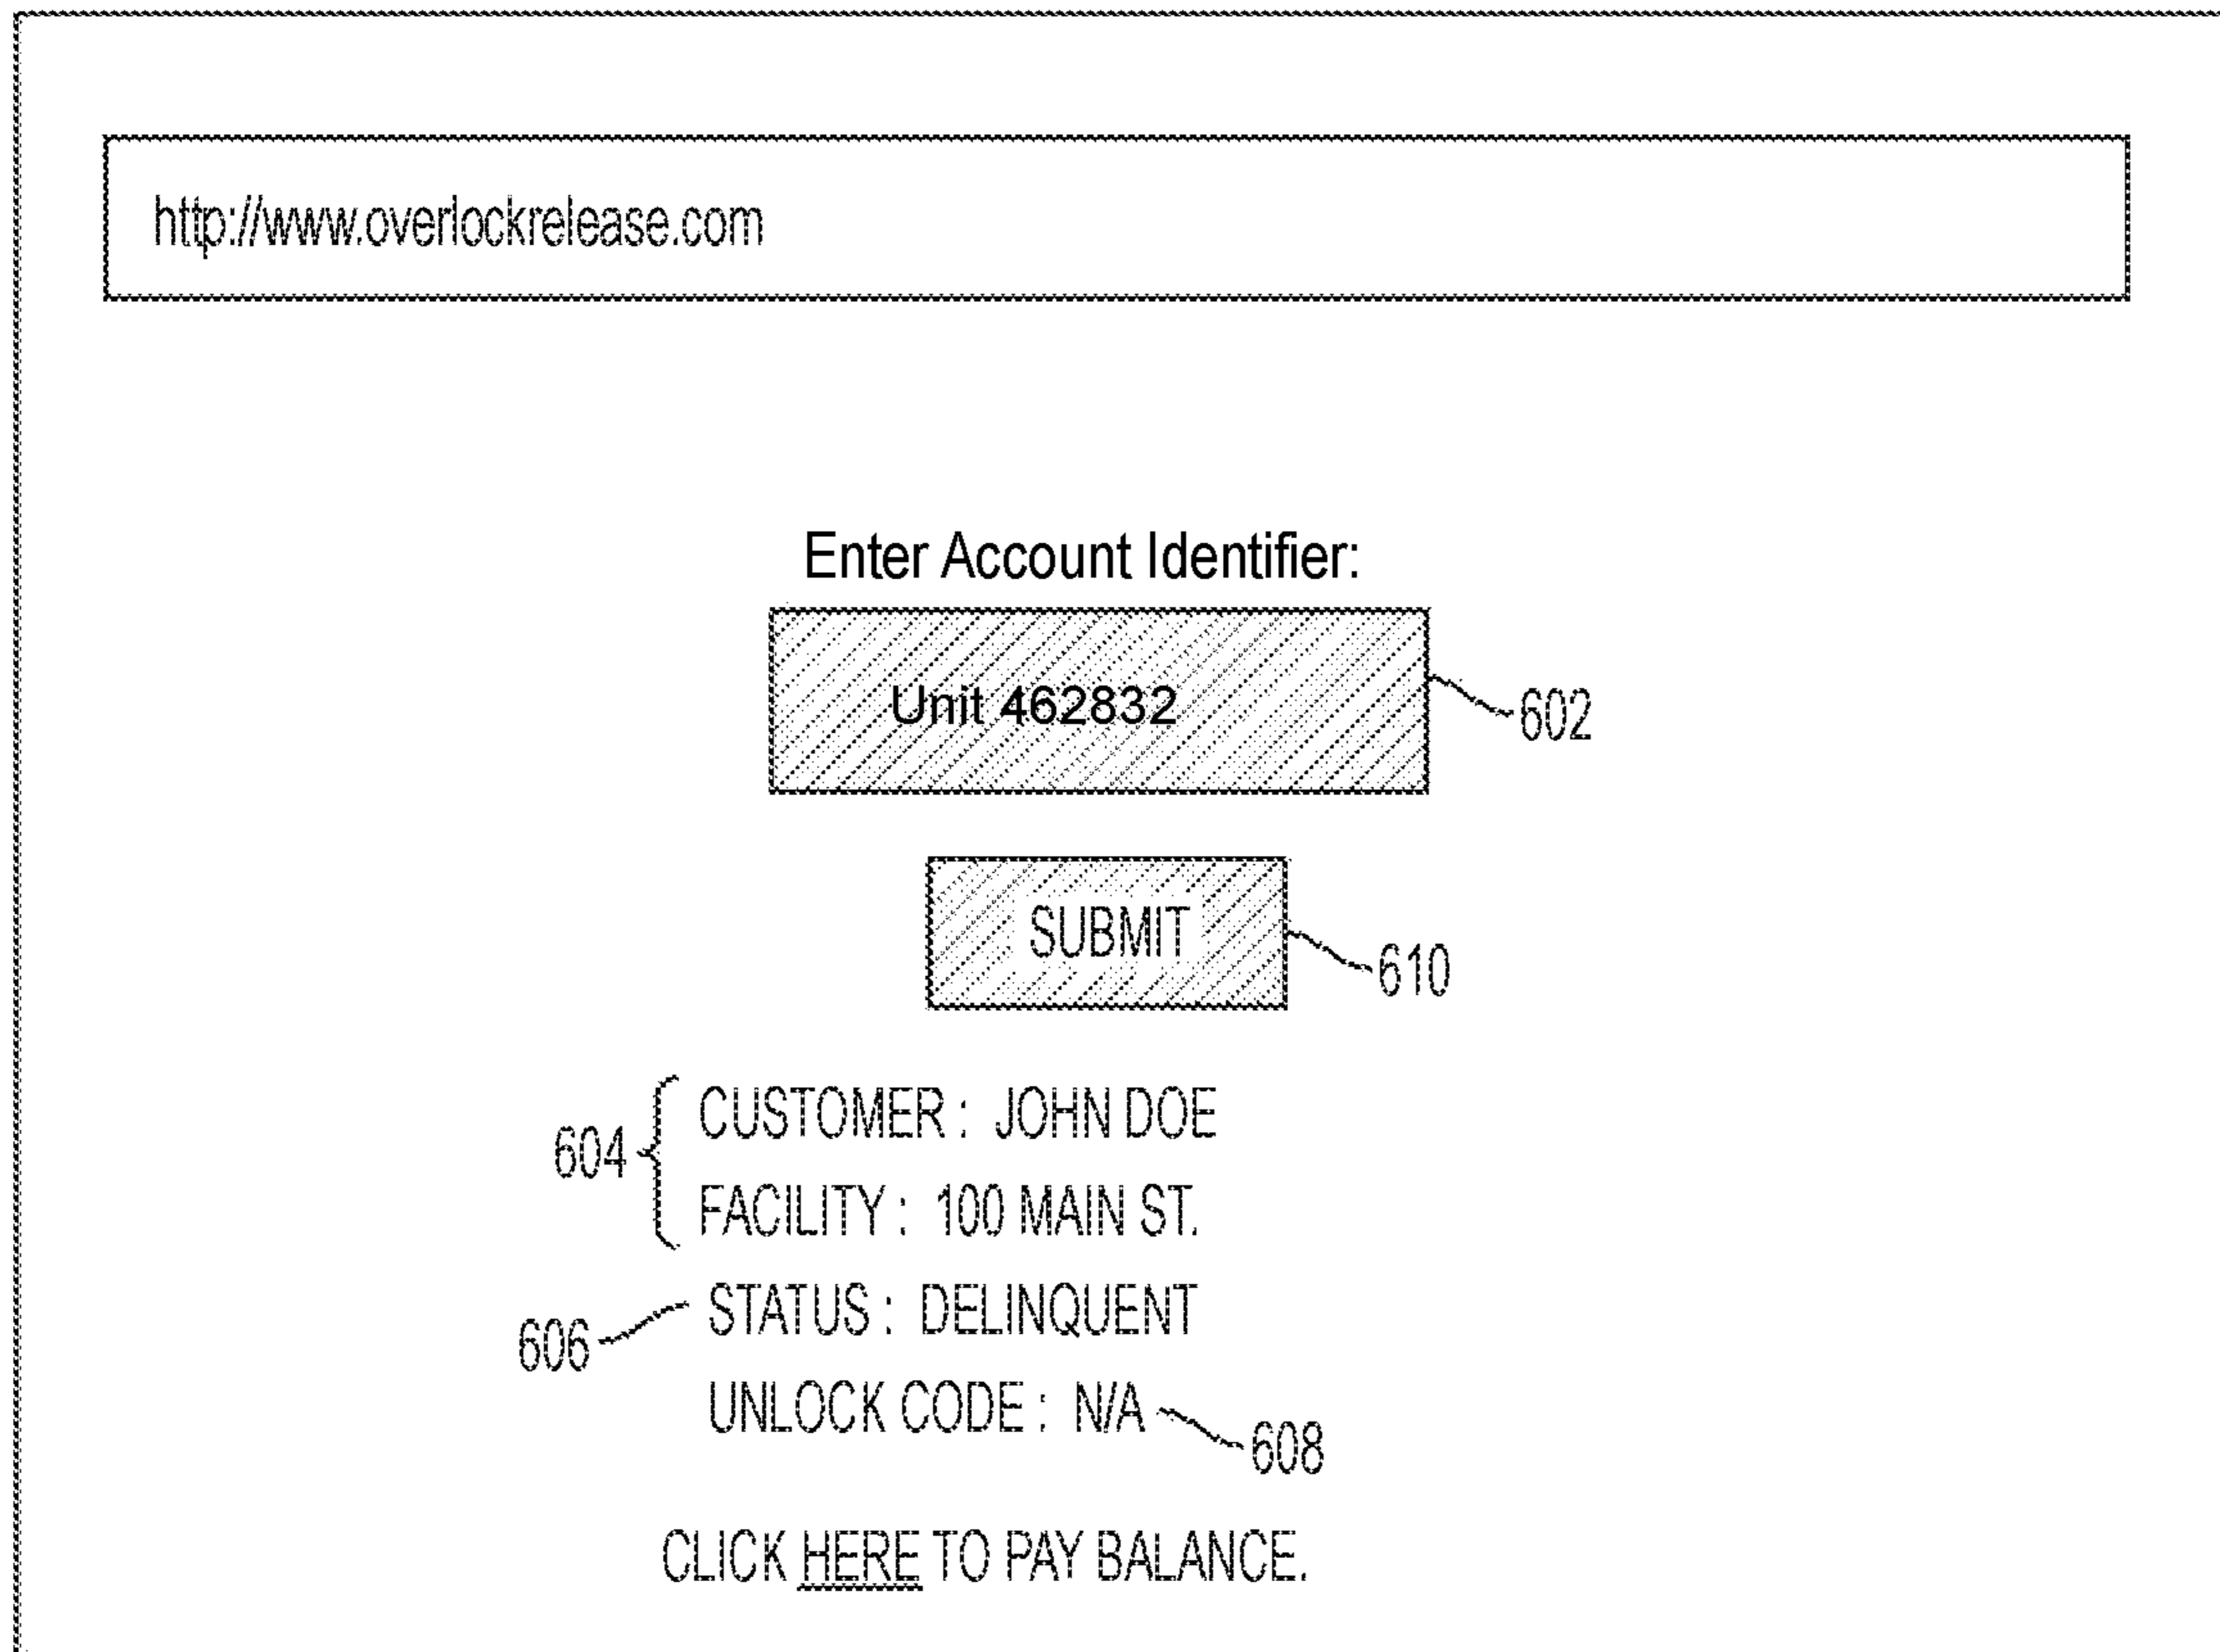 http://www.overlockrelease.com
Enter Account Identifier:
Unit 462832
602
SUBMIT
610
604
CUSTOMER : JOHN DOE
FACILITY : 100 MAIN ST.
606
STATUS : DELINQUENT
UNLOCK CODE : N/A
608
CLICK HERE TO PAY BALANCE.